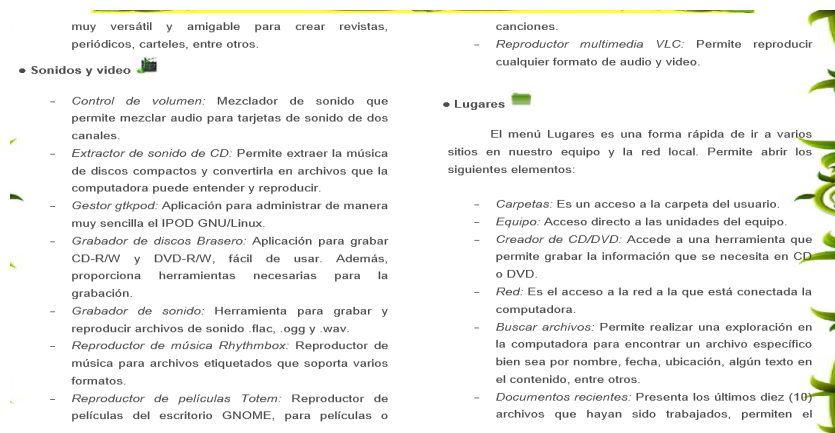 muy versátil y amigable para crear revistas,
periódicos, carteles, entre otros.
● Sonidos y video
– Control de volumen: Mezclador de sonido que
permite mezclar audio para tarjetas de sonido de dos
canales.
– Extractor de sonido de CD: Permite extraer la música
de discos compactos y convertirla en archivos que la
computadora puede entender y reproducir.
– Gestor gtkpod: Aplicación para administrar de manera
muy sencilla el IPOD GNU/Linux.
– Grabador de discos Brasero: Aplicación para grabar
CD-R/W y DVD-R/W, fácil de usar. Además,
proporciona herramientas necesarias para la
grabación.
– Grabador de sonido: Herramienta para grabar y
reproducir archivos de sonido .flac, .ogg y .wav.
– Reproductor de música Rhythmbox: Reproductor de
música para archivos etiquetados que soporta varios
formatos.
– Reproductor de películas Totem: Reproductor de
películas del escritorio GNOME, para películas o
canciones.
– Reproductor multimedia VLC: Permite reproducir
cualquier formato de audio y video.
● Lugares
El menú Lugares es una forma rápida de ir a varios
sitios en nuestro equipo y la red local. Permite abrir los
siguientes elementos:
– Carpetas: Es un acceso a la carpeta del usuario.
– Equipo: Acceso directo a las unidades del equipo.
– Creador de CD/DVD: Accede a una herramienta que
permite grabar la información que se necesita en CD
o DVD.
– Red: Es el acceso a la red a la que está conectada la
computadora.
– Buscar archivos: Permite realizar una exploración en
la computadora para encontrar un archivo específico
bien sea por nombre, fecha, ubicación, algún texto en
el contenido, entre otros.
– Documentos recientes: Presenta los últimos diez (10)
archivos que hayan sido trabajados, permiten el